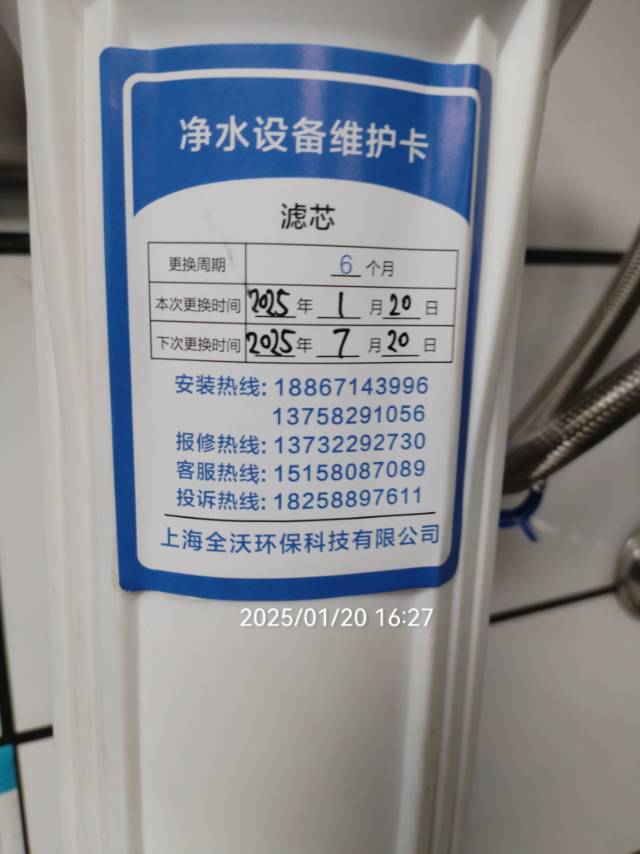 净水设备维护卡
滤芯
更换周期 6 个月
本次更换时间 2025 年 1 月 20 日
下次更换时间 2025 年 7 月 20 日
安装热线: 18867143996
13758291056
报修热线: 13732292730
客服热线: 15158087089
投诉热线: 18258897611
上海全沃环保科技有限公司
2025/01/20 16:27